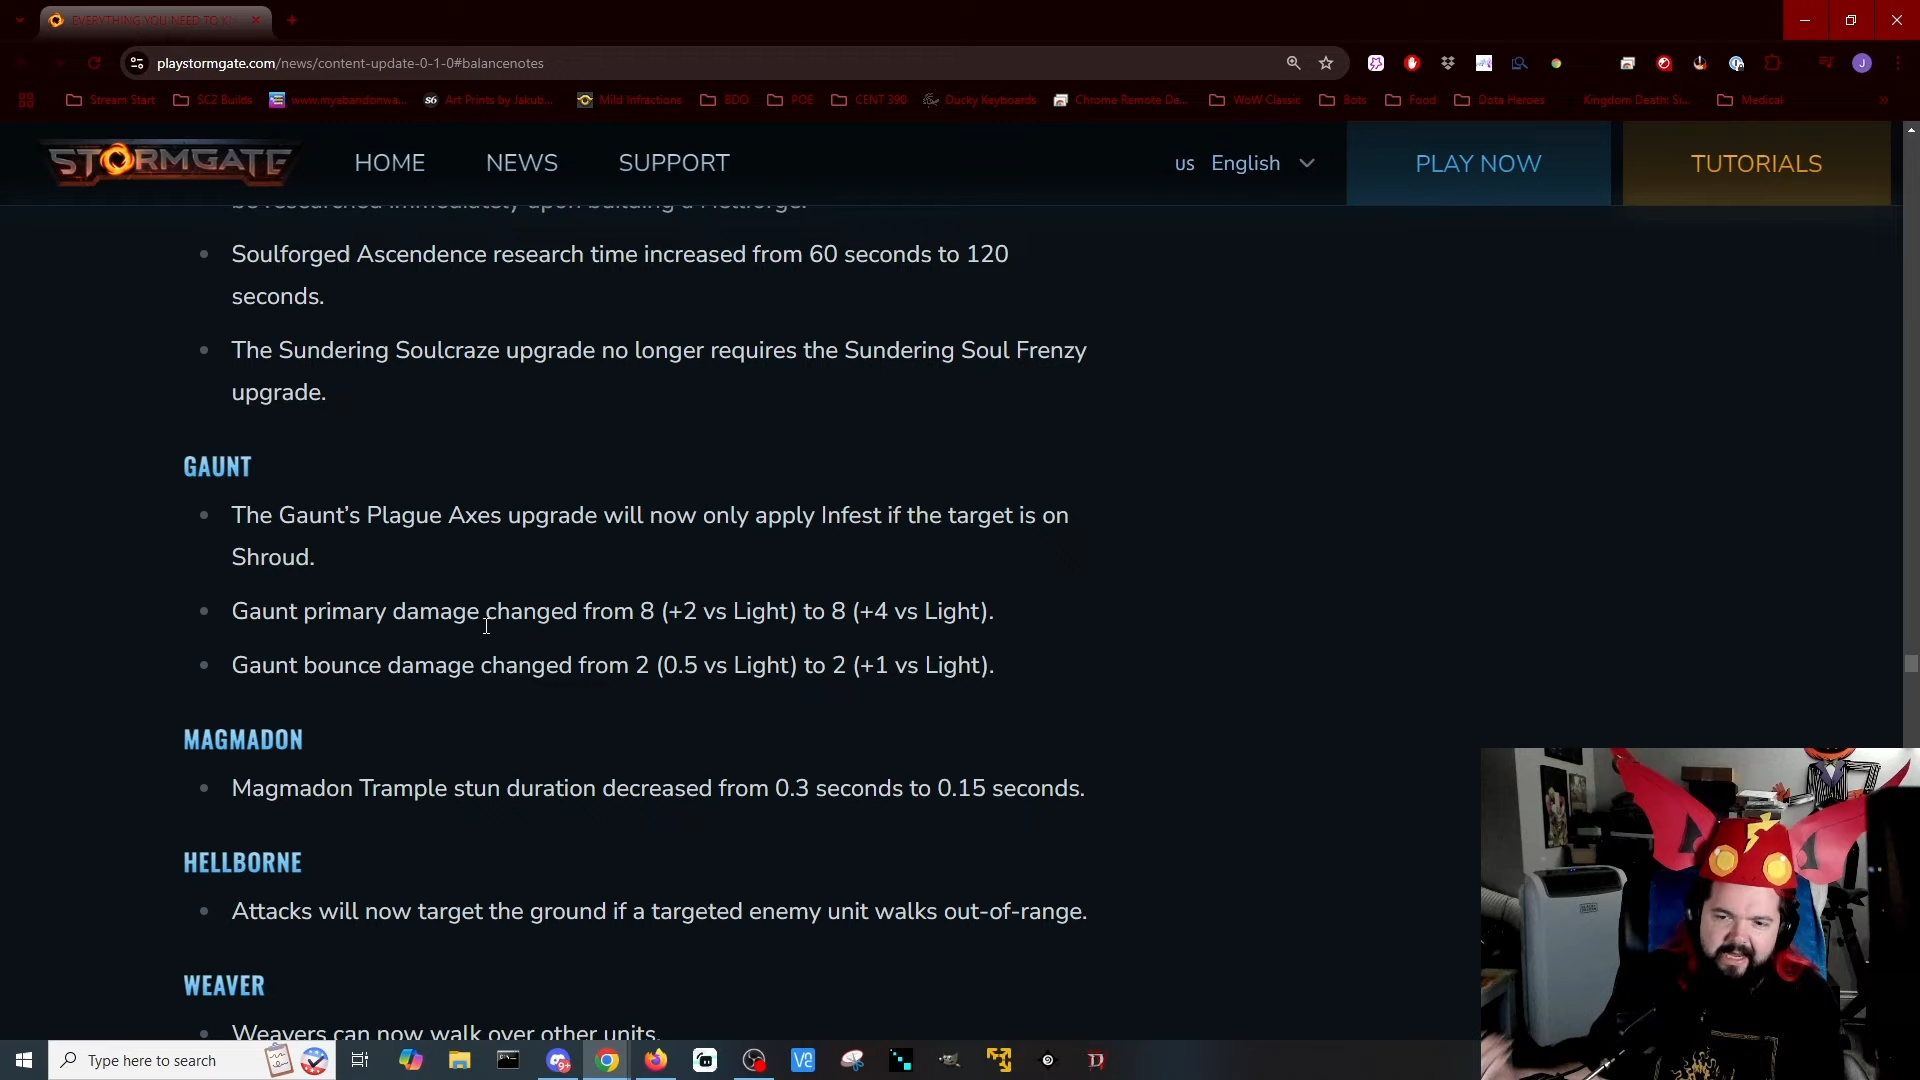 EVERYTHING YOU NEED TO K
playstormgate.com/news/content-update-0-1-0#balancenotes
Stream Start
SC2 Builds
www.myabandonwa...
Art Prints by Jakub...
Mild Infractions
BDO
POE
CENT 390
Ducky Keyboards
Chrome Remote De...
WoW Classic
Bots
Food
Dota Heroes
Kingdom Death: Si...
Medical
STORMGATE
HOME
NEWS
SUPPORT
us English
PLAY NOW
TUTORIALS
be researched immediately upon building a Hellforge.
Soulforged Ascendence research time increased from 60 seconds to 120
seconds.
The Sundering Soulcraze upgrade no longer requires the Sundering Soul Frenzy
upgrade.
GAUNT
The Gaunt’s Plague Axes upgrade will now only apply Infest if the target is on
Shroud.
Gaunt primary damage changed from 8 (+2 vs Light) to 8 (+4 vs Light).
Gaunt bounce damage changed from 2 (0.5 vs Light) to 2 (+1 vs Light).
MAGMADON
Magmadon Trample stun duration decreased from 0.3 seconds to 0.15 seconds.
HELLBORNE
Attacks will now target the ground if a targeted enemy unit walks out-of-range.
WEAVER
Weavers can now walk over other units.
Type here to search